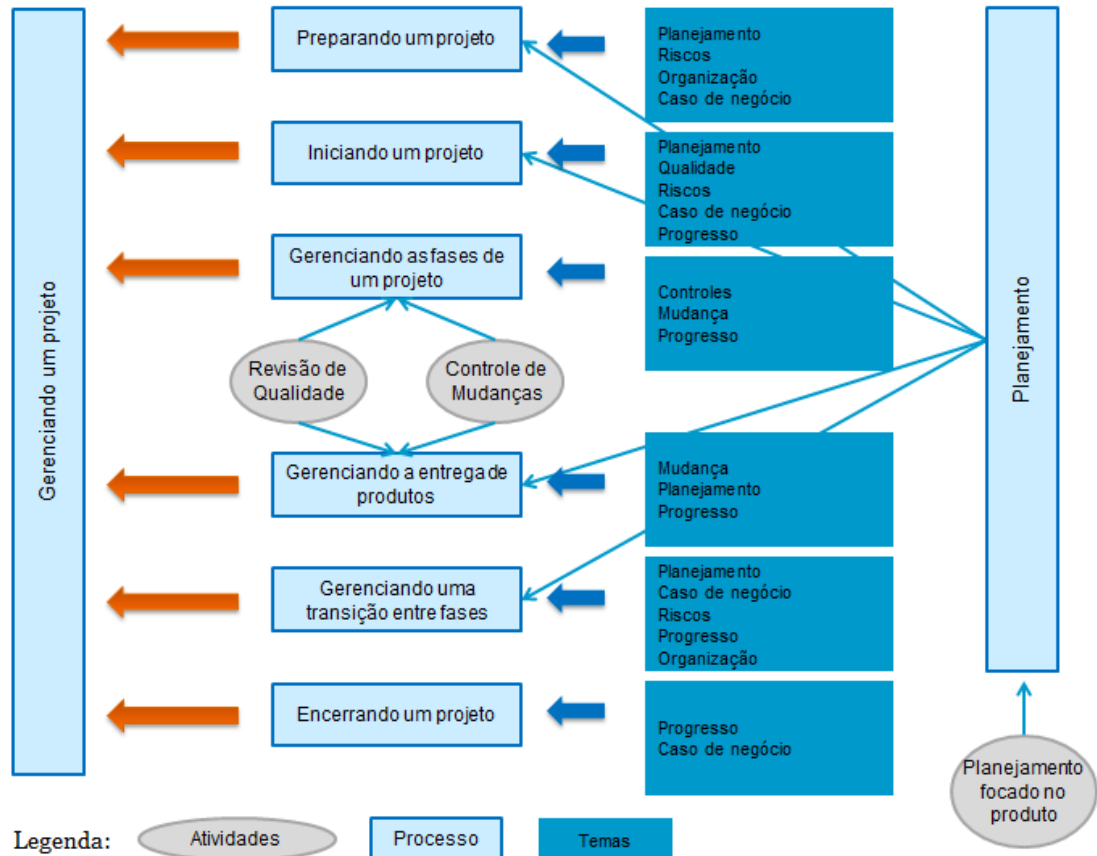 Gerenciando um projeto
Preparando um projeto
Planejamento
Riscos
Organização
Caso de negócio
Iniciando um projeto
Planejamento
Qualidade
Riscos
Caso de negócio
Progresso
Gerenciando as fases de
um projeto
Controles
Mudança
Progresso
Revisão de
Qualidade
Controle de
Mudanças
Gerenciando a entrega de
produtos
Mudança
Planejamento
Progresso
Gerenciando uma
transição entre fases
Planejamento
Caso de negócio
Riscos
Progresso
Organização
Encerrando um projeto
Progresso
Caso de negócio
Planejamento
Planejamento
focado no
produto
Legenda:
Atividades
Processo
Temas